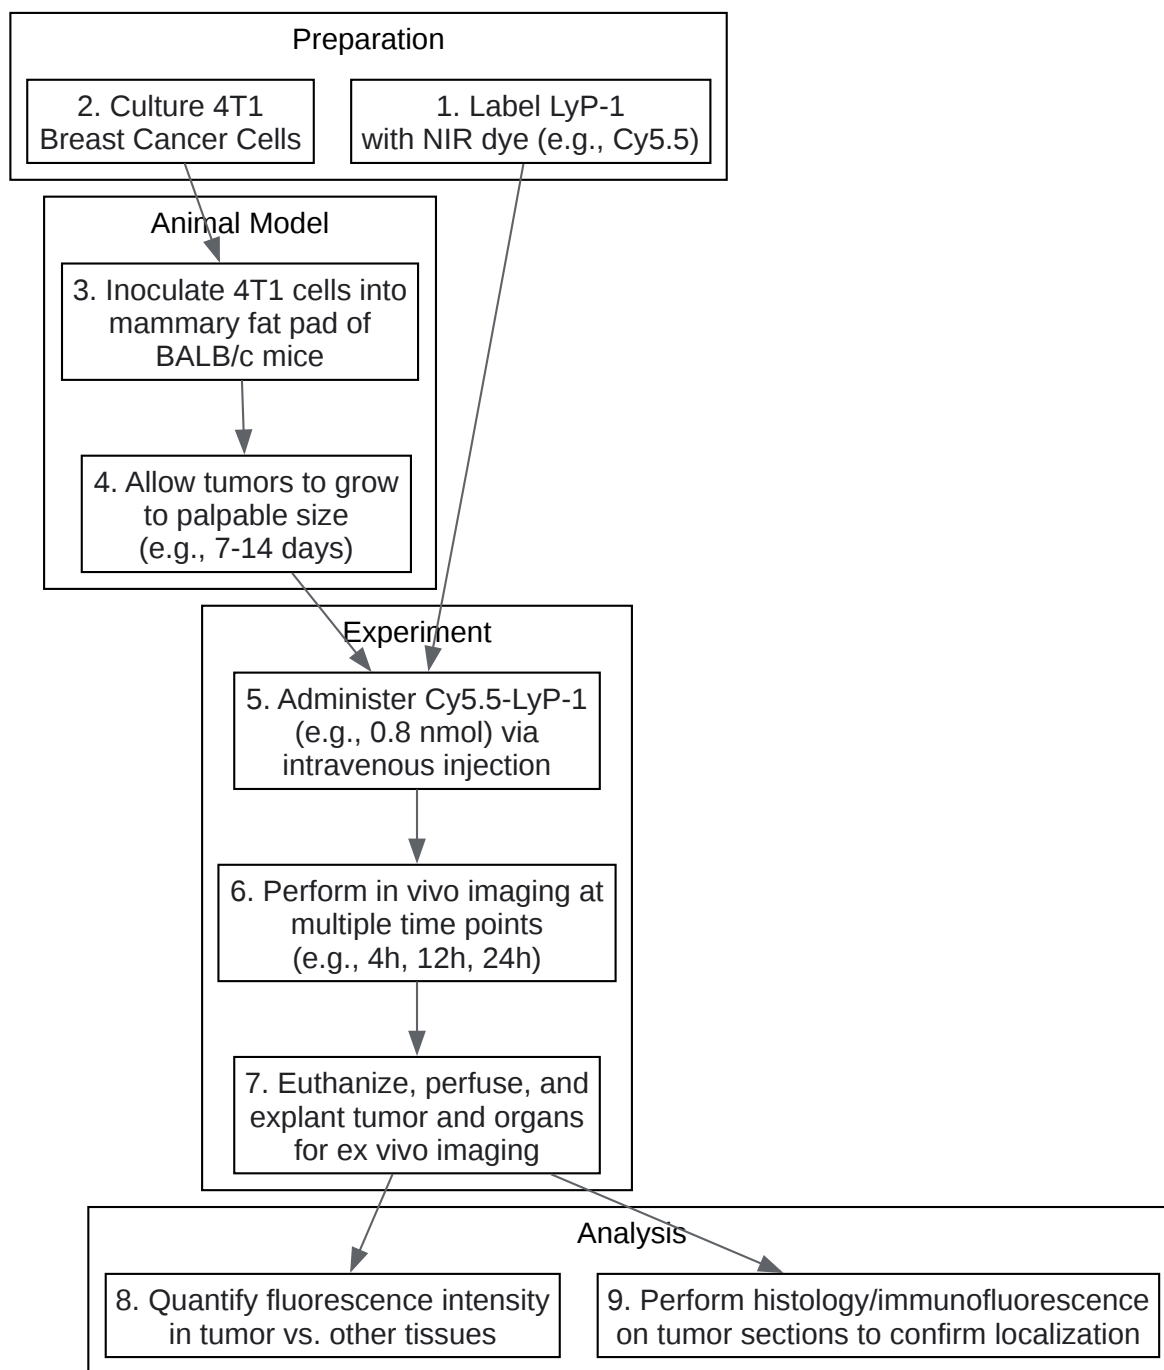 Preparation
2. Culture 4T1
Breast Cancer Cells
1. Label LyP-1
with NIR dye (e.g., Cy5.5)
Animal Model
3. Inoculate 4T1 cells into
mammary fat pad of
BALB/c mice
4. Allow tumors to grow
to palpable size
(e.g., 7-14 days)
Experiment
5. Administer Cy5.5-LyP-1
(e.g., 0.8 nmol) via
intravenous injection
6. Perform in vivo imaging at
multiple time points
(e.g., 4h, 12h, 24h)
7. Euthanize, perfuse, and
explant tumor and organs
for ex vivo imaging
Analysis
8. Quantify fluorescence intensity
in tumor vs. other tissues
9. Perform histology/immunofluorescence
on tumor sections to confirm localization